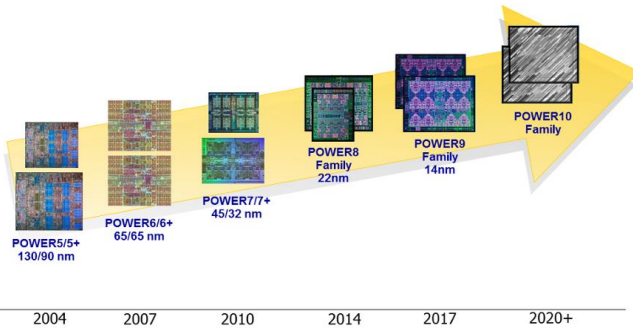 POWER5/5+
130/90 nm
POWER6/6+
65/65 nm
POWER7/7+
45/32 nm
POWER8
Family
22nm
POWER9
Family
14nm
POWER10
Family
2004
2007
2010
2014
2017
2020+